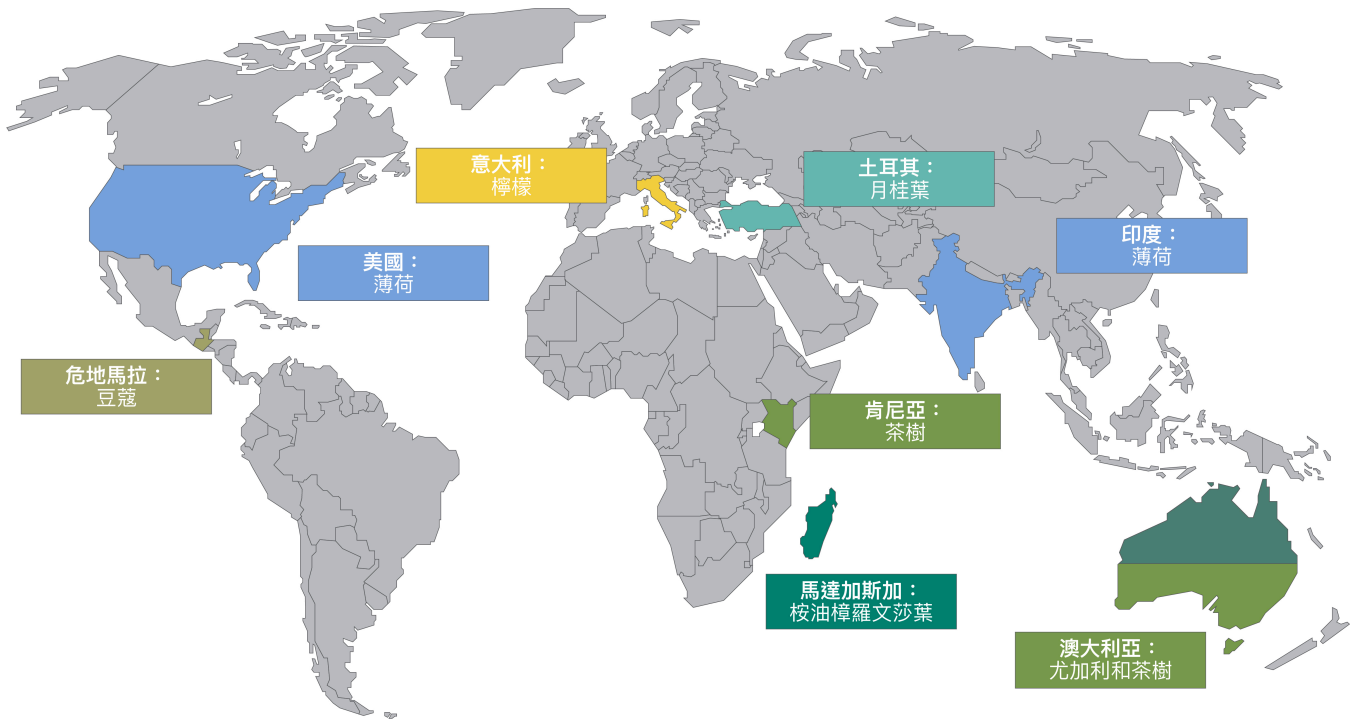 意大利：
檸檬
土耳其：
月桂葉
印度：
薄荷
美國：
薄荷
危地馬拉：
豆蔻
肯尼亞：
茶樹
馬達加斯加：
桉油樟羅文莎葉
澳大利亞：
尤加利和茶樹